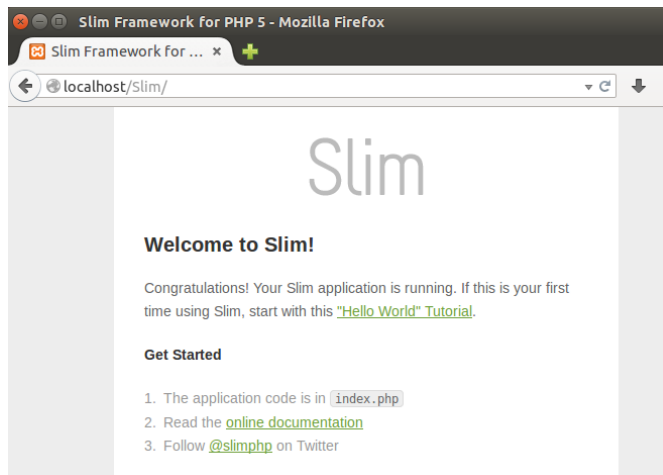 Slim Framework for PHP 5 - Mozilla Firefox
Slim Framework for ...
localhost/Slim/
Slim
Welcome to Slim!
Congratulations! Your Slim application is running. If this is your first
time using Slim, start with this "Hello World" Tutorial.
Get Started
1. The application code is in index.php
2. Read the online documentation
3. Follow @slimphp on Twitter